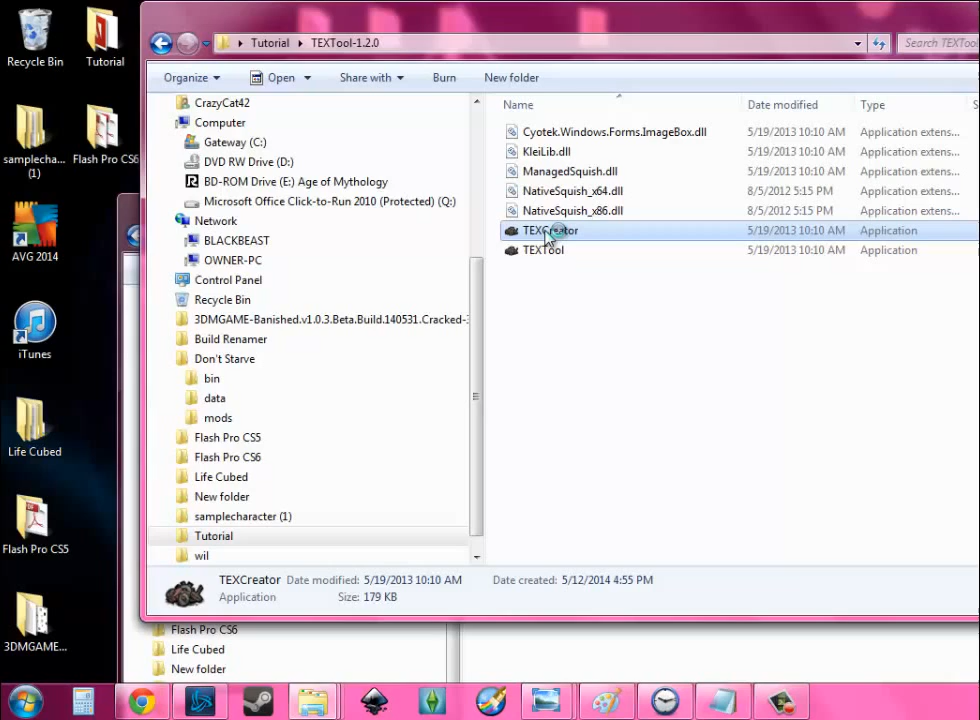 Recycle Bin
Tutorial
samplecha...
(1)
Flash Pro CS6
AVG 2014
iTunes
Life Cubed
Flash Pro CS5
3DMGAME...
Tutorial
TEXTool-1.2.0
Search TEXTool
Organize
Open
Share with
Burn
New folder
CrazyCat42
Computer
Gateway (C:)
DVD RW Drive (D:)
BD-ROM Drive (E:) Age of Mythology
Microsoft Office Click-to-Run 2010 (Protected) (Q:)
Network
BLACKBEAST
OWNER-PC
Control Panel
Recycle Bin
3DMGAME-Banished.v1.0.3.Beta.Build.140531.Cracked-
Build Renamer
Don't Starve
bin
data
mods
Flash Pro CS5
Flash Pro CS6
Life Cubed
New folder
samplecharacter (1)
Tutorial
wil
Name Date modified Type
Cyotek.Windows.Forms.ImageBox.dll 5/19/2013 10:10 AM Application extens...
KleiLib.dll 5/19/2013 10:10 AM Application extens...
ManagedSquish.dll 5/19/2013 10:10 AM Application extens...
NativeSquish_x64.dll 8/5/2012 5:15 PM Application extens...
NativeSquish_x86.dll 8/5/2012 5:15 PM Application extens...
TEXCreator 5/19/2013 10:10 AM Application
TEXTool 5/19/2013 10:10 AM Application
TEXCreator Date modified: 5/19/2013 10:10 AM Date created: 5/12/2014 4:55 PM
Application Size: 179 KB
Flash Pro CS6
Life Cubed
New folder